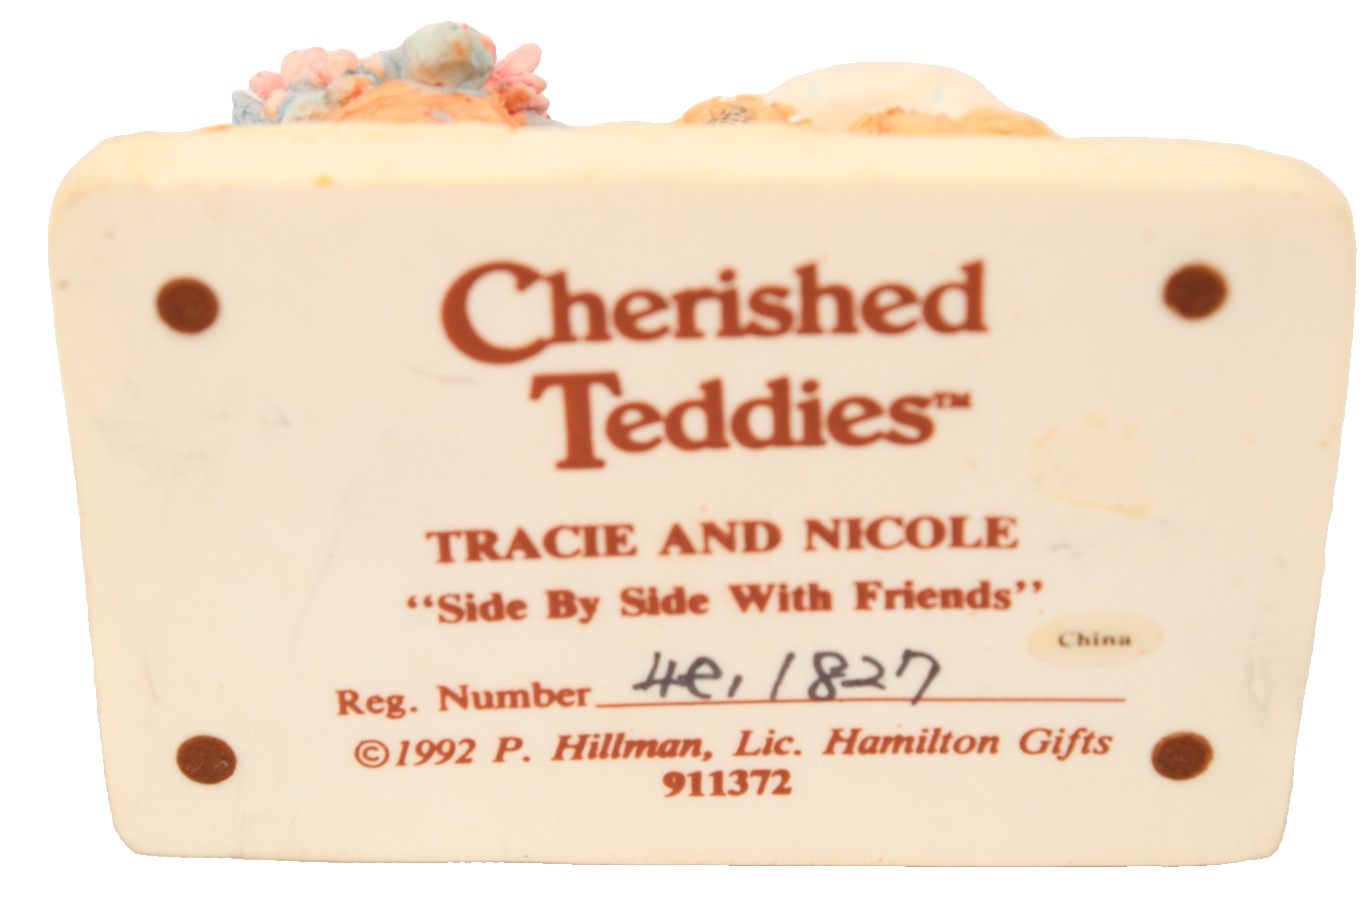 Cherished
Teddies™
TRACIE AND NICOLE
“Side By Side With Friends”
China
Reg. Number 4e,1827
©1992 P. Hillman, Lic. Hamilton Gifts
911372